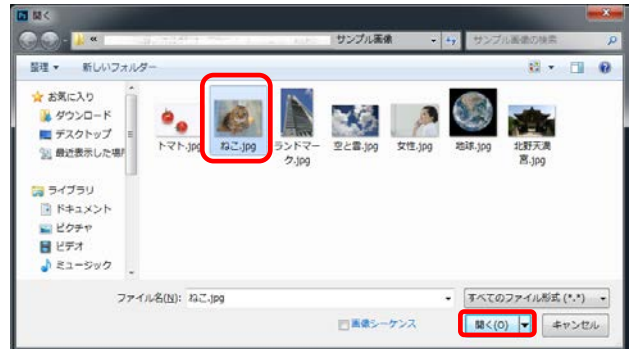 開く
サンプル画像
サンプル画像の検索
整理 新しいフォルダー
お気に入り
ダウンロード
デスクトップ
最近表示した場
ライブラリ
ドキュメント
ピクチャ
ビデオ
ミュージック
トマト.jpg
ねこ.jpg
ランドマー
ク.jpg
空と雲.jpg
女性.jpg
地球.jpg
北野天満
宮.jpg
ファイル名(N): ねこ.jpg
すべてのファイル形式 (*.*)
画像シーケンス
開く(O)
キャンセル